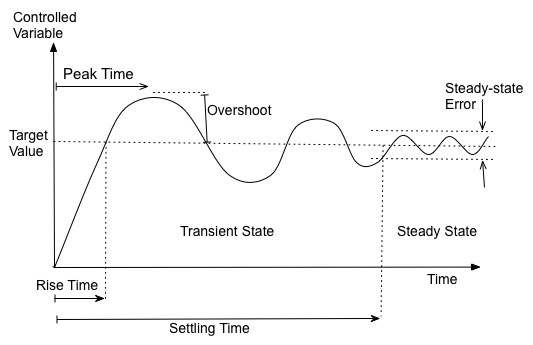 Controlled
Variable
Peak Time
Overshoot
Steady-state
Error
Target
Value
Transient State
Steady State
Time
Rise Time
Settling Time